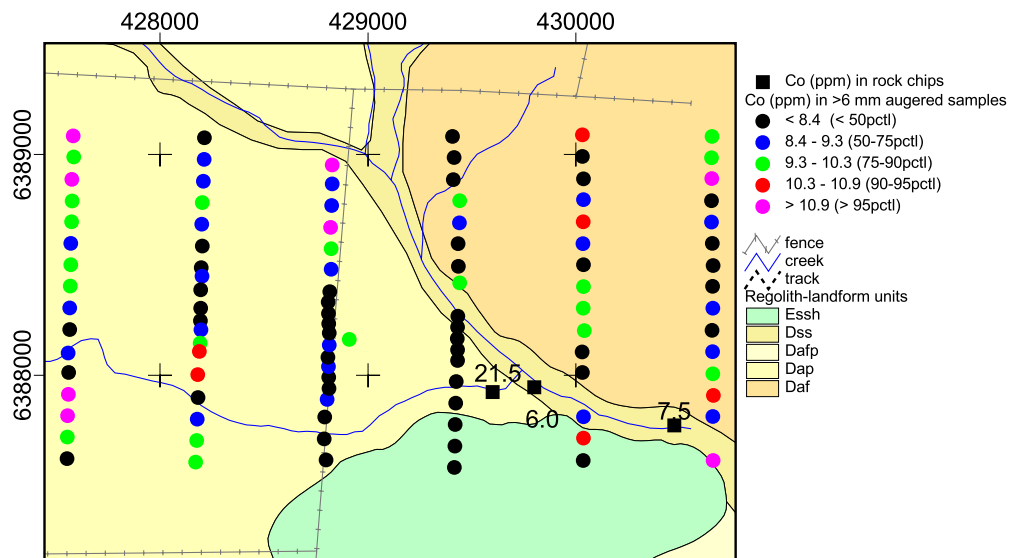 428000 429000 430000
6389000
6388000
21.5
6.0
7.5
Co (ppm) in rock chips
Co (ppm) in >6 mm augered samples
< 8.4 (< 50pctl)
8.4 - 9.3 (50-75pctl)
9.3 - 10.3 (75-90pctl)
10.3 - 10.9 (90-95pctl)
> 10.9 (> 95pctl)
fence
creek
track
Regolith-landform units
Essh
Dss
Dafp
Dap
Daf